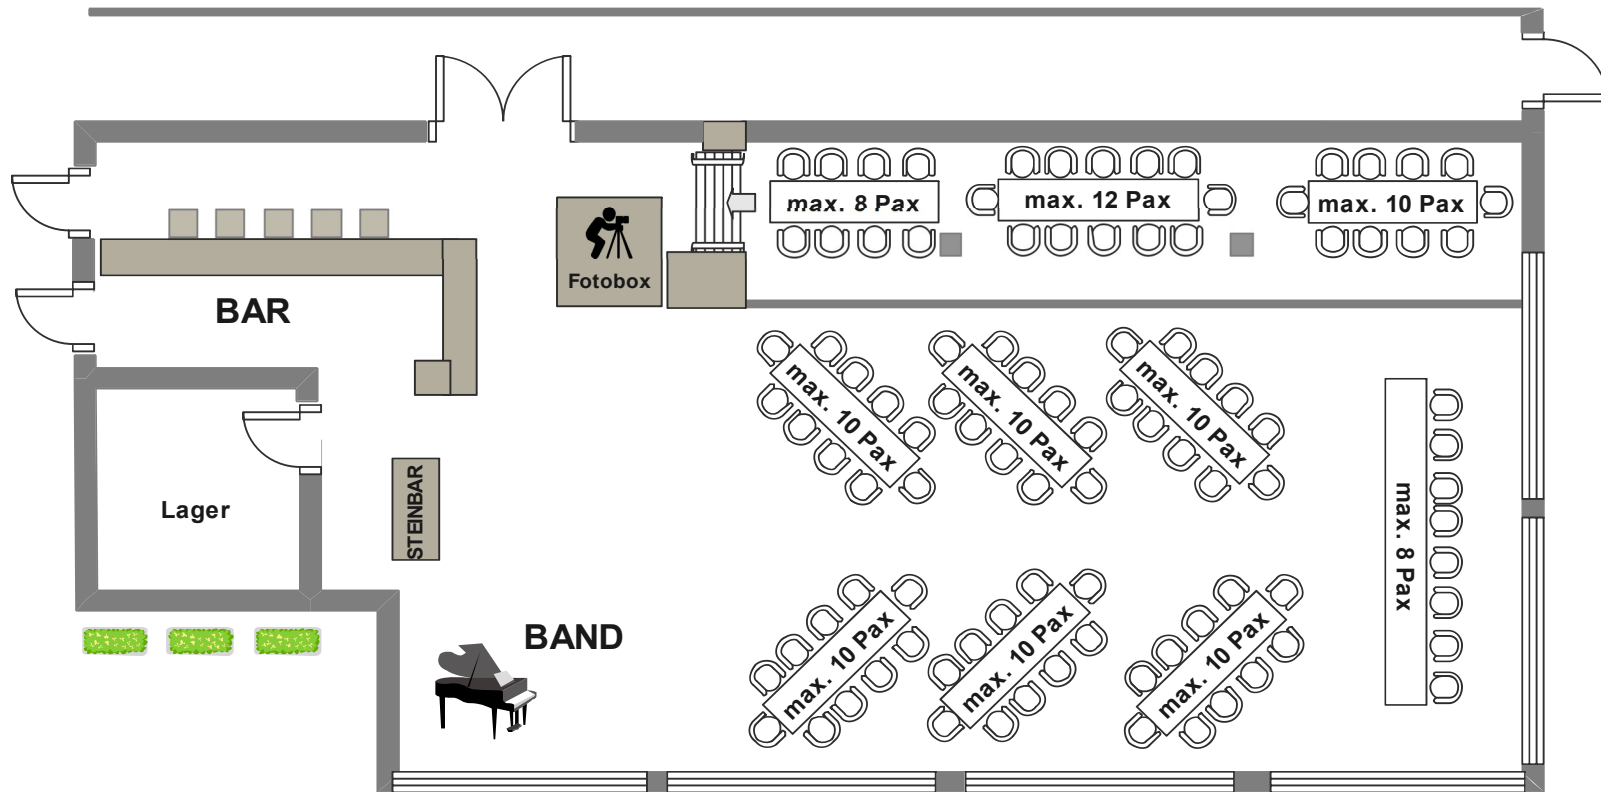 max. 8 Pax
max. 12 Pax
max. 10 Pax
Fotobox
BAR
max. 10 Pax
max. 10 Pax
max. 10 Pax
STEINBAR
Lager
max. 8 Pax
BAND
max. 10 Pax
max. 10 Pax
max. 10 Pax